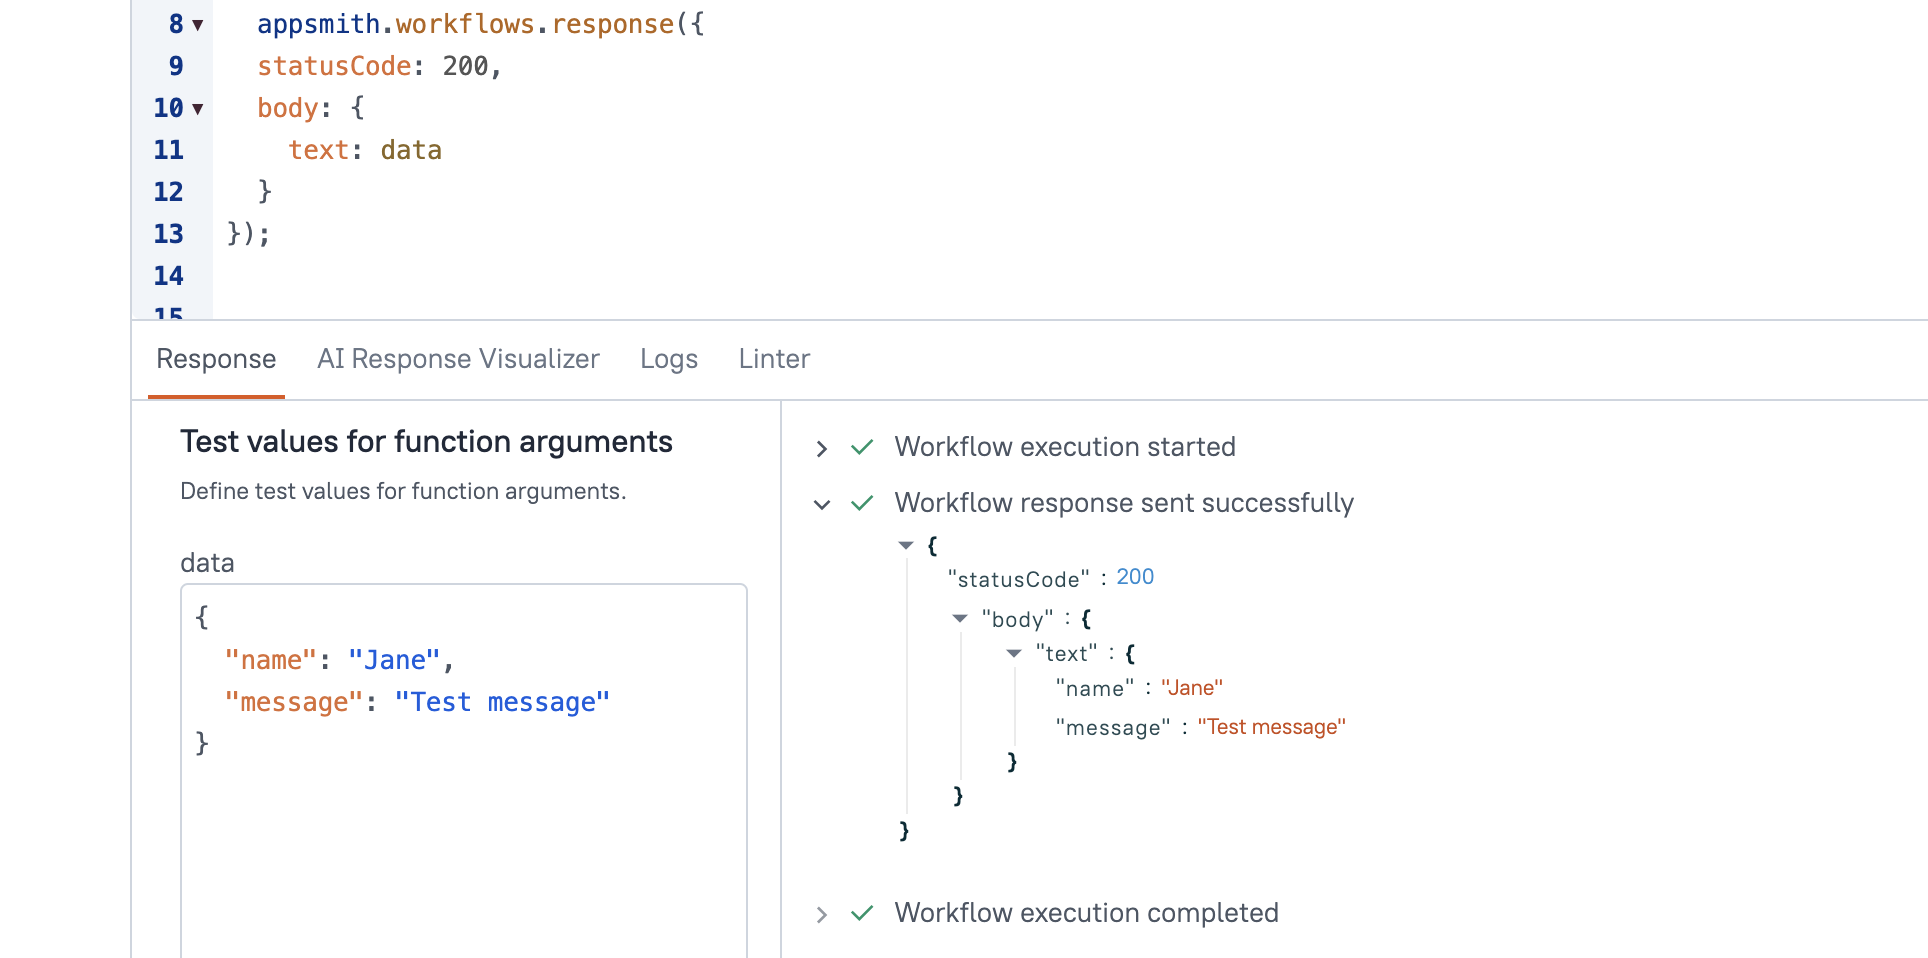 8 ▼ appsmith.workflows.response({
9 statusCode: 200,
10 ▼ body: {
11 text: data
12 }
13 });
14
15
Response AI Response Visualizer Logs Linter
Test values for function arguments
Define test values for function arguments.
data
{
"name": "Jane",
"message": "Test message"
}
Workflow execution started
Workflow response sent successfully
{
"statusCode" : 200
"body" : {
"text" : {
"name" : "Jane"
"message" : "Test message"
}
}
}
Workflow execution completed